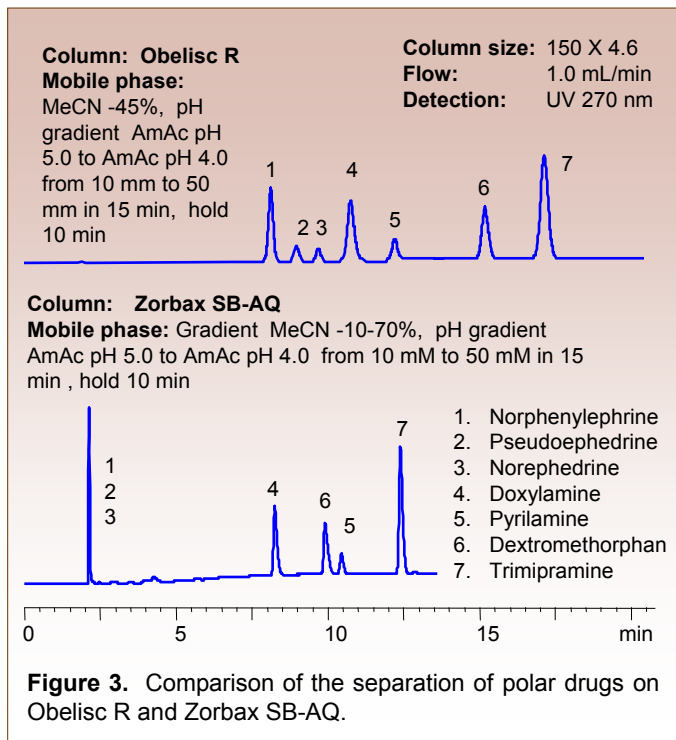 Column: Obelisc R
Mobile phase:
MeCN -45%, pH
gradient AmAc pH
5.0 to AmAc pH 4.0
from 10 mm to 50
mm in 15 min, hold
10 min
Column size: 150 X 4.6
Flow: 1.0 mL/min
Detection: UV 270 nm
1
2 3
4
5
6
7
Column: Zorbax SB-AQ
Mobile phase: Gradient MeCN -10-70%, pH gradient
AmAc pH 5.0 to AmAc pH 4.0 from 10 mM to 50 mM in 15
min , hold 10 min
1
2
3
4
6
5
7
1. Norphenylephrine
2. Pseudoephedrine
3. Norephedrine
4. Doxylamine
5. Pyrilamine
6. Dextromethorphan
7. Trimipramine
0 5 10 15 min
Figure 3. Comparison of the separation of polar drugs on
Obelisc R and Zorbax SB-AQ.